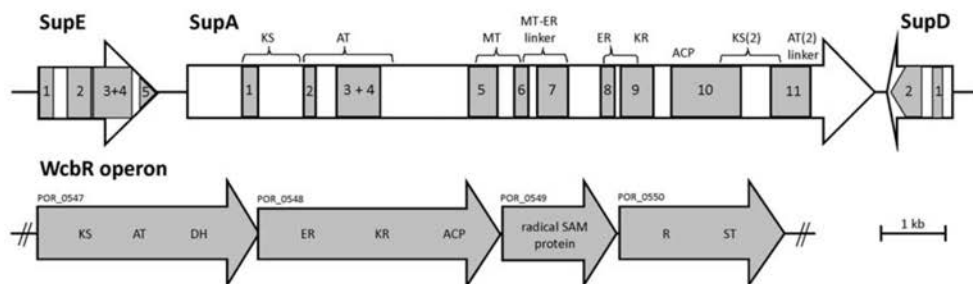 SupE SupA SupD
MT-ER linker
KS AT MT ER KR ACP KS(2) AT(2) linker
1 2 3+4 5 1 2 3 + 4 5 6 7 8 9 10 11 2 1
WcbR operon
POR_0547 POR_0548 POR_0549 POR_0550
KS AT DH ER KR ACP radical SAM protein R ST
1 kb